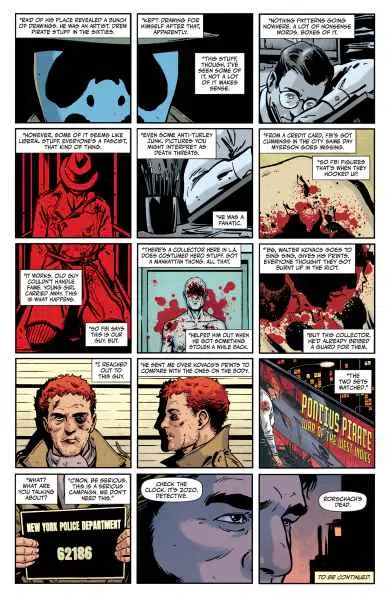 "RAID OF HIS PLACE REVEALED A BUNCH
OF DRAWINGS. HE WAS AN ARTIST. DREW
PIRATE STUFF IN THE SIXTIES.
"KEPT DRAWING FOR
HIMSELF AFTER THAT,
APPARENTLY.
"THIS STUFF,
THOUGH, I'VE SEEN
SOME OF IT,
NOT A LOT
OF IT MAKES
SENSE.
"NOTHING PATTERNS GOING
NOWHERE, A LOT OF NONSENSE
WORDS. BOXES OF IT.
"HOWEVER, SOME OF IT SEEMS LIKE
LIBERAL STUFF. EVERYONE'S A FASCIST,
THAT KIND OF THING.
"EVEN SOME ANTI-TURLEY
JUNK. PICTURES YOU
MIGHT INTERPRET AS
DEATH THREATS.
"HE WAS A
FANATIC.
"FROM A CREDIT CARD, FBI'S GOT
CUMMINGS IN THE CITY SAME DAY
MYERSON GOES MISSING.
"SO FBI FIGURES
THAT'S WHEN THEY
HOOKED UP.
"IT WORKS. OLD GUY
COULDN'T HANDLE
FAME. YOUNG GIRL
CARRIED AWAY. THIS
IS WHAT HAPPENS.
"SO FBI SAYS
THIS IS OUR
GUY. BUT.
"THERE'S A COLLECTOR HERE IN L.A.
DOES COSTUMED HERO STUFF. GOT
A MANHATTAN THONG. ALL THAT.
"HELPED HIM OUT WHEN
HE GOT SOMETHING
STOLEN A WHILE BACK.
WALTER KOVACS GOES TO
SING SING, GIVES HIS PRINTS.
EVERYONE THOUGHT THEY GOT
BURNT UP IN THE RIOT.
"BUT THIS COLLECTOR,
HE'D ALREADY BRIBED
A GUARD FOR THEM.
"I REACHED
OUT TO
THIS GUY.
"HE SENT ME OVER KOVACS'S PRINTS TO
COMPARE WITH THE ONES ON THE BODY.
"THE
TWO SETS
MATCHED."
PONTIUS PIRATE
"WHAT?
WHAT ARE
YOU TALKING
ABOUT?
"C'MON, BE SERIOUS.
THIS IS A SERIOUS
CAMPAIGN. WE DON'T
NEED THIS."
NEW YORK POLICE DEPARTMENT
62186
CHECK THE
CLOCK. IT'S 2020,
DETECTIVE.
RORSCHACH'S
DEAD.
TO BE CONTINUED.